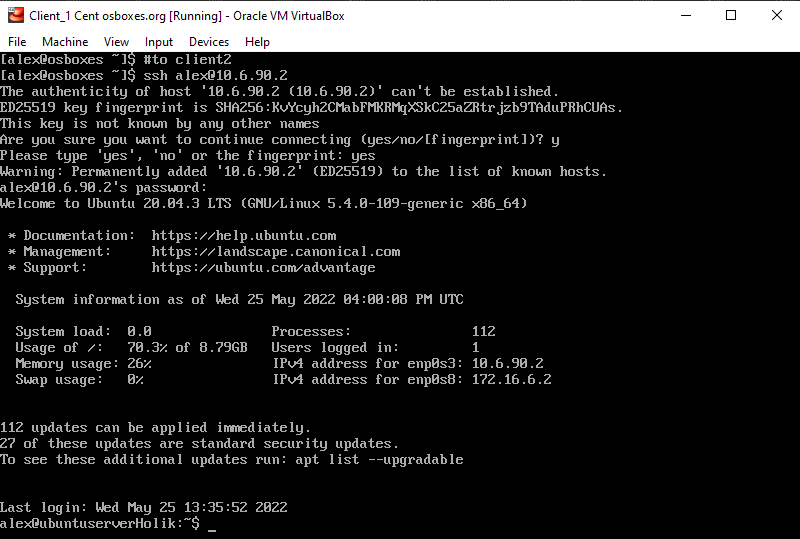 Client_1 Cent osboxes.org [Running] - Oracle VM VirtualBox
File Machine View Input Devices Help
[alex@osboxes ~]$ #to client2
[alex@osboxes ~]$ ssh alex@10.6.90.2
The authenticity of host '10.6.90.2 (10.6.90.2)' can't be established.
ED25519 key fingerprint is SHA256:KvYcyh2CMabFMKRMqXSkC25aZRtrjzb9TAduPRhCUAs.
This key is not known by any other names
Are you sure you want to continue connecting (yes/no/[fingerprint])? y
Please type 'yes', 'no' or the fingerprint: yes
Warning: Permanently added '10.6.90.2' (ED25519) to the list of known hosts.
alex@10.6.90.2's password:
Welcome to Ubuntu 20.04.3 LTS (GNU/Linux 5.4.0-109-generic x86_64)
* Documentation: https://help.ubuntu.com
* Management: https://landscape.canonical.com
* Support: https://ubuntu.com/advantage
System information as of Wed 25 May 2022 04:00:08 PM UTC
System load: 0.0 Processes: 112
Usage of /: 70.3% of 8.79GB Users logged in: 1
Memory usage: 26% IPv4 address for enp0s3: 10.6.90.2
Swap usage: 0% IPv4 address for enp0s8: 172.16.6.2
112 updates can be applied immediately.
27 of these updates are standard security updates.
To see these additional updates run: apt list --upgradable
Last login: Wed May 25 13:35:52 2022
alex@ubuntuserverHolik:~$ _